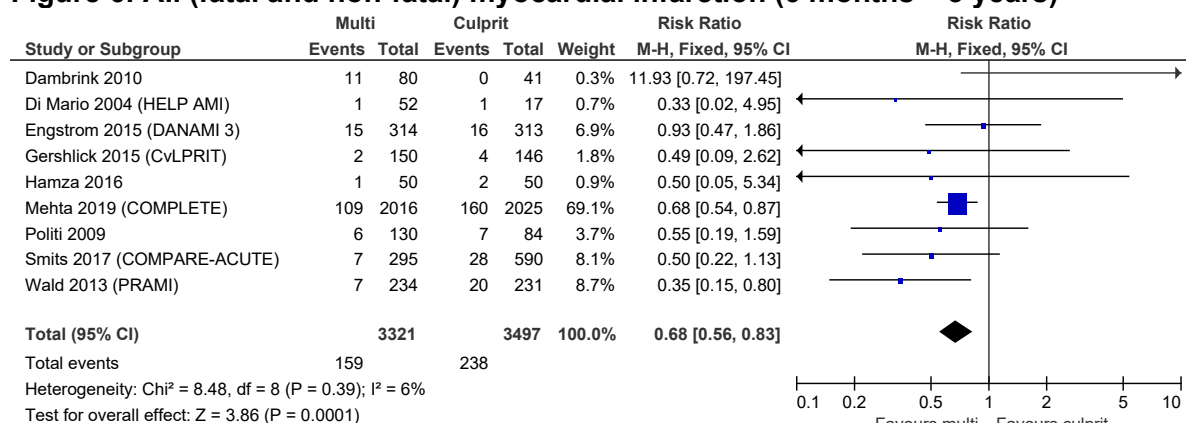 Multi Culprit Risk Ratio Risk Ratio
Study or Subgroup Events Total Events Total Weight M-H, Fixed, 95% CI M-H, Fixed, 95% CI
Dambrink 2010 11 80 0 41 0.3% 11.93 [0.72, 197.45]
Di Mario 2004 (HELP AMI) 1 52 1 17 0.7% 0.33 [0.02, 4.95]
Engstrom 2015 (DANAMI 3) 15 314 16 313 6.9% 0.93 [0.47, 1.86]
Gershlick 2015 (CvLPRIT) 2 150 4 146 1.8% 0.49 [0.09, 2.62]
Hamza 2016 1 50 2 50 0.9% 0.50 [0.05, 5.34]
Mehta 2019 (COMPLETE) 109 2016 160 2025 69.1% 0.68 [0.54, 0.87]
Politi 2009 6 130 7 84 3.7% 0.55 [0.19, 1.59]
Smits 2017 (COMPARE-ACUTE) 7 295 28 590 8.1% 0.50 [0.22, 1.13]
Wald 2013 (PRAMI) 7 234 20 231 8.7% 0.35 [0.15, 0.80]
Total (95% CI) 3321 3497 100.0% 0.68 [0.56, 0.83]
Total events 159 238
Heterogeneity: Chi² = 8.48, df = 8 (P = 0.39); I² = 6%
Test for overall effect: Z = 3.86 (P = 0.0001)
0.1 0.2 0.5 1 2 5 10
Favours multi Favours culprit